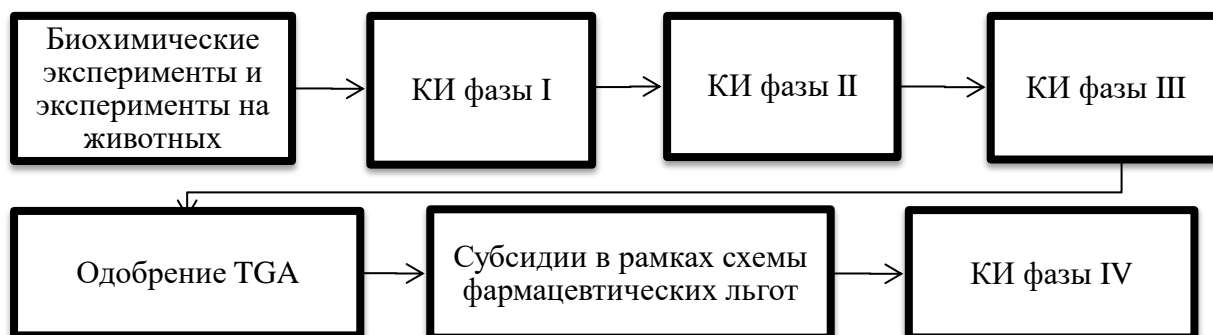 Биохимические
эксперименты и
эксперименты на
животных
КИ фазы I
КИ фазы II
КИ фазы III
Одобрение TGA
Субсидии в рамках схемы
фармацевтических льгот
КИ фазы IV